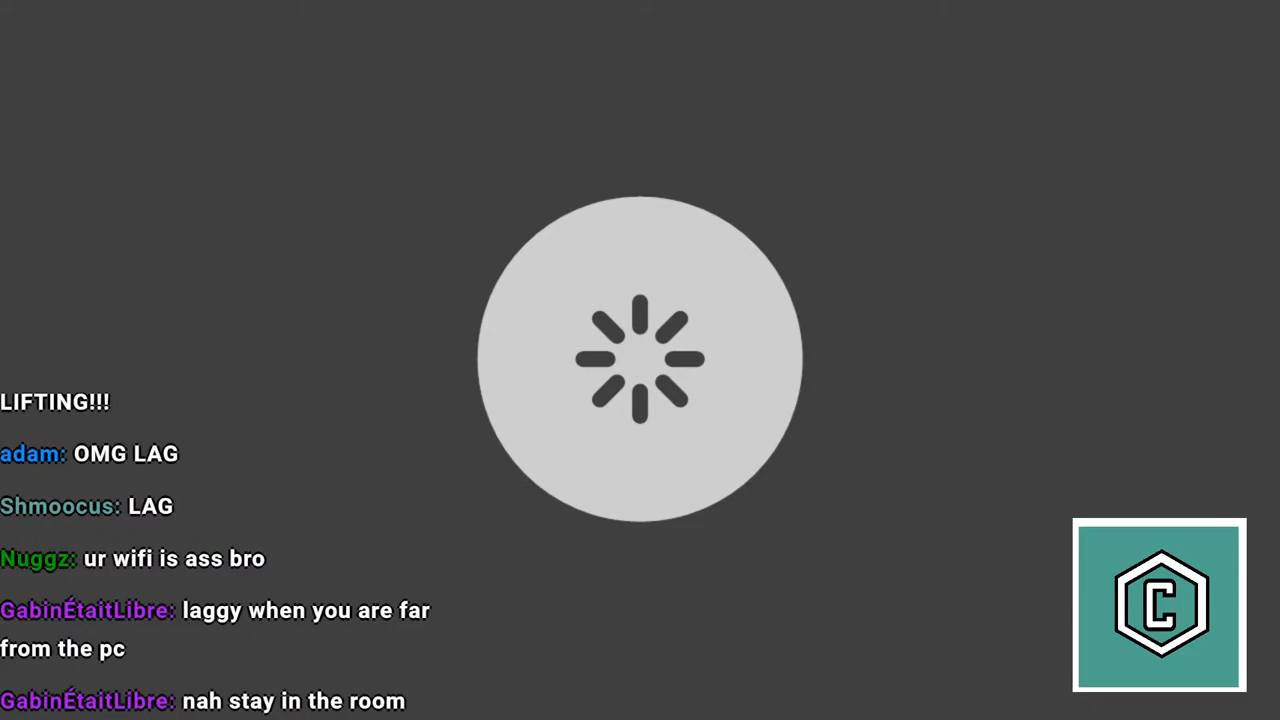 LIFTING!!!
adam: OMG LAG
Shmoocus: LAG
Nuggz: ur wifi is ass bro
GabinÉtaitLibre: laggy when you are far
from the pc
GabinÉtaitLibre: nah stay in the room
C